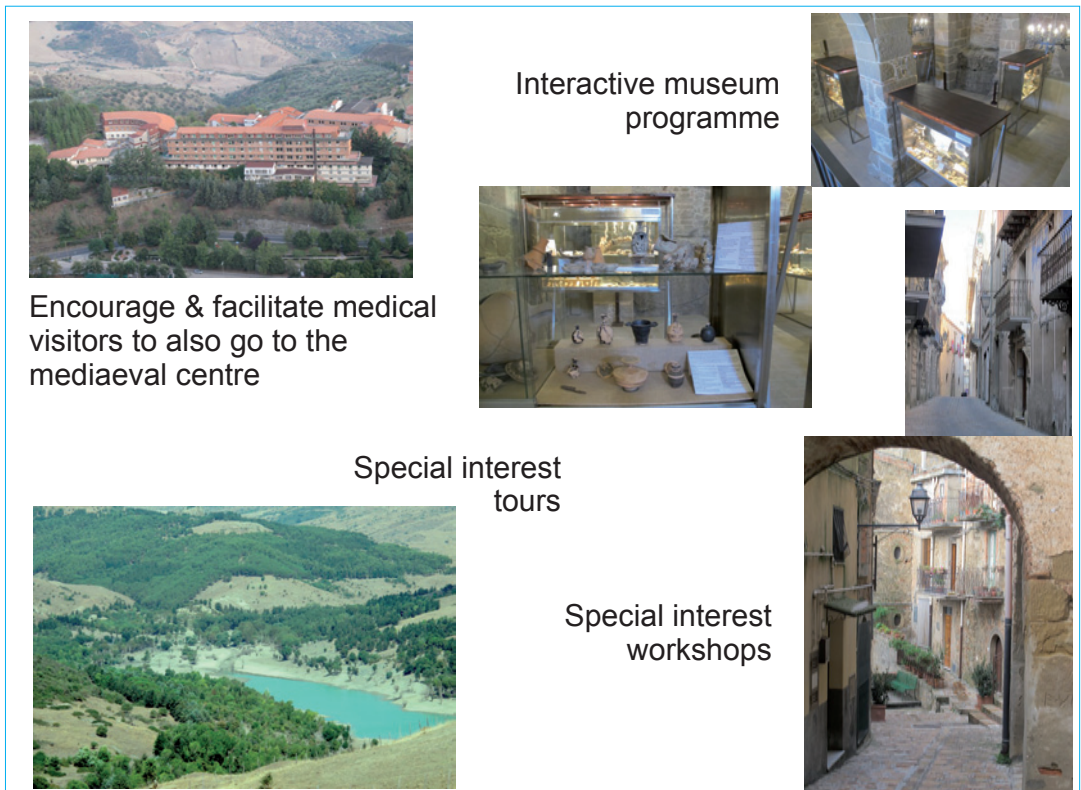 Interactive museum
programme
Encourage & facilitate medical
visitors to also go to the
mediaeval centre
Special interest
tours
Special interest
workshops